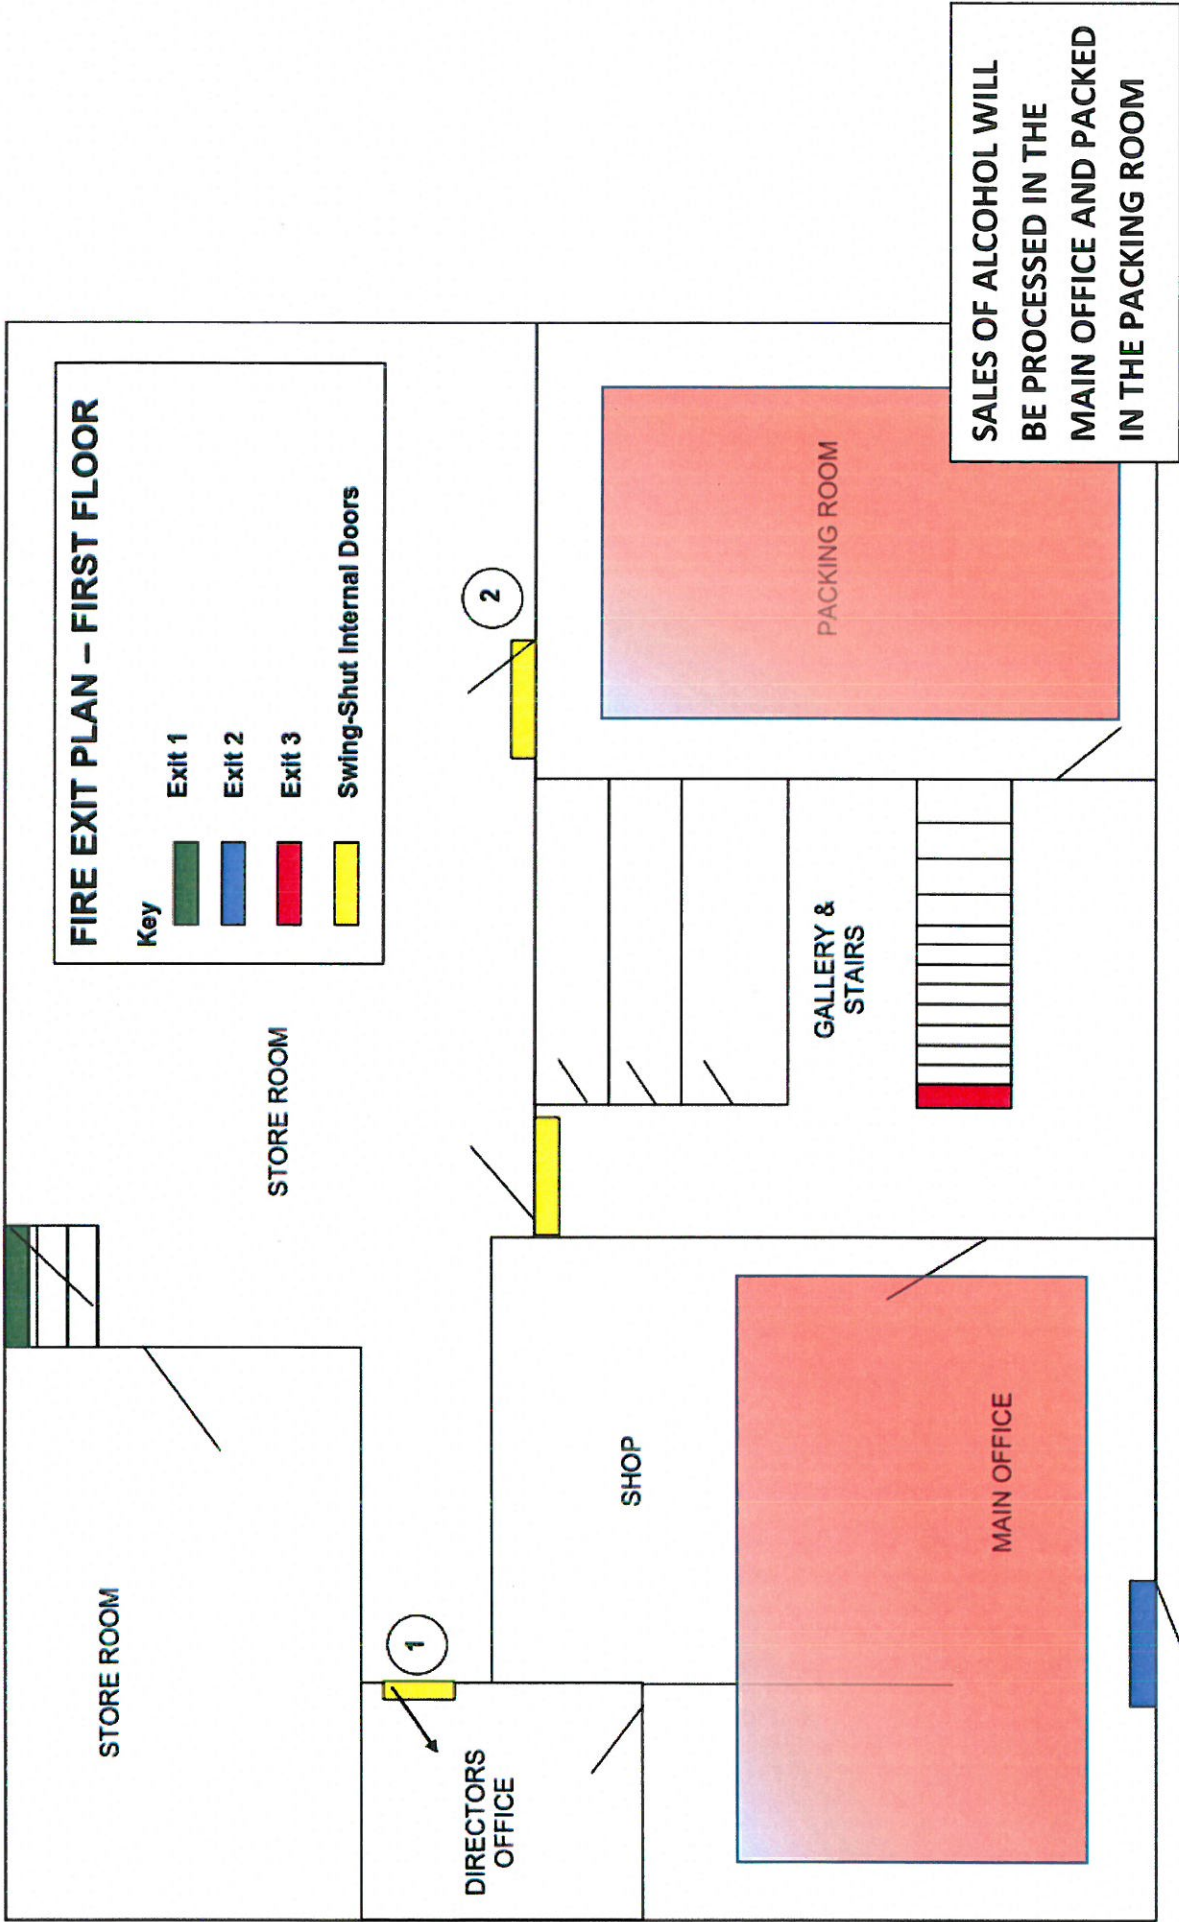 FIRE EXIT PLAN – FIRST FLOOR
Key
Exit 1
Exit 2
Exit 3
Swing-Shut Internal Doors
STORE ROOM
STORE ROOM
1
DIRECTORS
OFFICE
SHOP
MAIN OFFICE
2
GALLERY &
STAIRS
PACKING ROOM
SALES OF ALCOHOL WILL
BE PROCESSED IN THE
MAIN OFFICE AND PACKED
IN THE PACKING ROOM